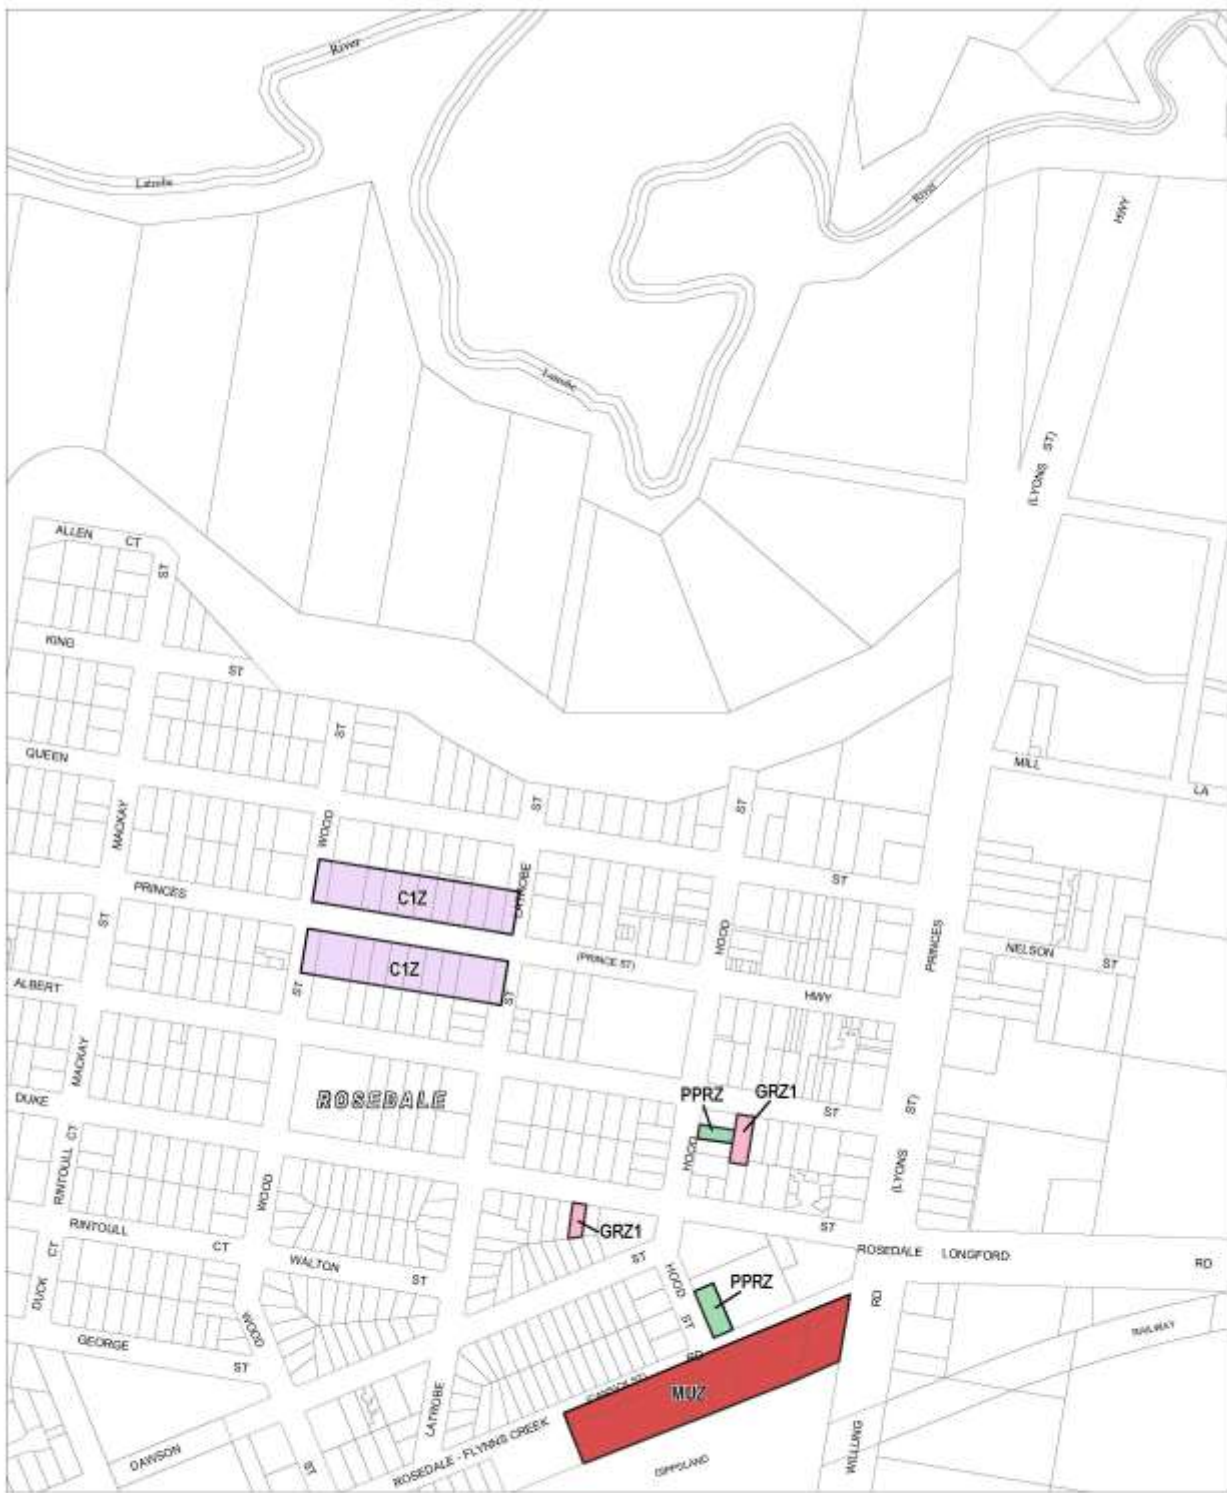 River
Latrobe
River
HWY
Latrobe
(LYONS ST)
ALLEN CT
ST
KING
ST
ST
QUEEN
MILL
LA
MACKAY
WOOD
ST
ST
LATROBE
C1Z
ST
PRINCES
PRINCES
HOOD
ST
NELSON
ST
(PRINCE ST)
C1Z
ALBERT
ST
ST
HWY
MACKAY
ROSEDALE
PPRZ
GRZ1
DUKE
ST
ST)
HOOD
RINTOULL CT
WOOD
(LYONS
RINTOULL
CT
GRZ1
ST
ROSEDALE LONGFORD
RD
WALTON
ST
ST
DUCK CT
HOOD ST
PPRZ
RD
WOOD
GEORGE
ST
RAILWAY
RD
MUZ
LATROBE
DAWSON
ST
ROSEDALE - FLYNNS CREEK
WILLUNG
GIPPSLAND